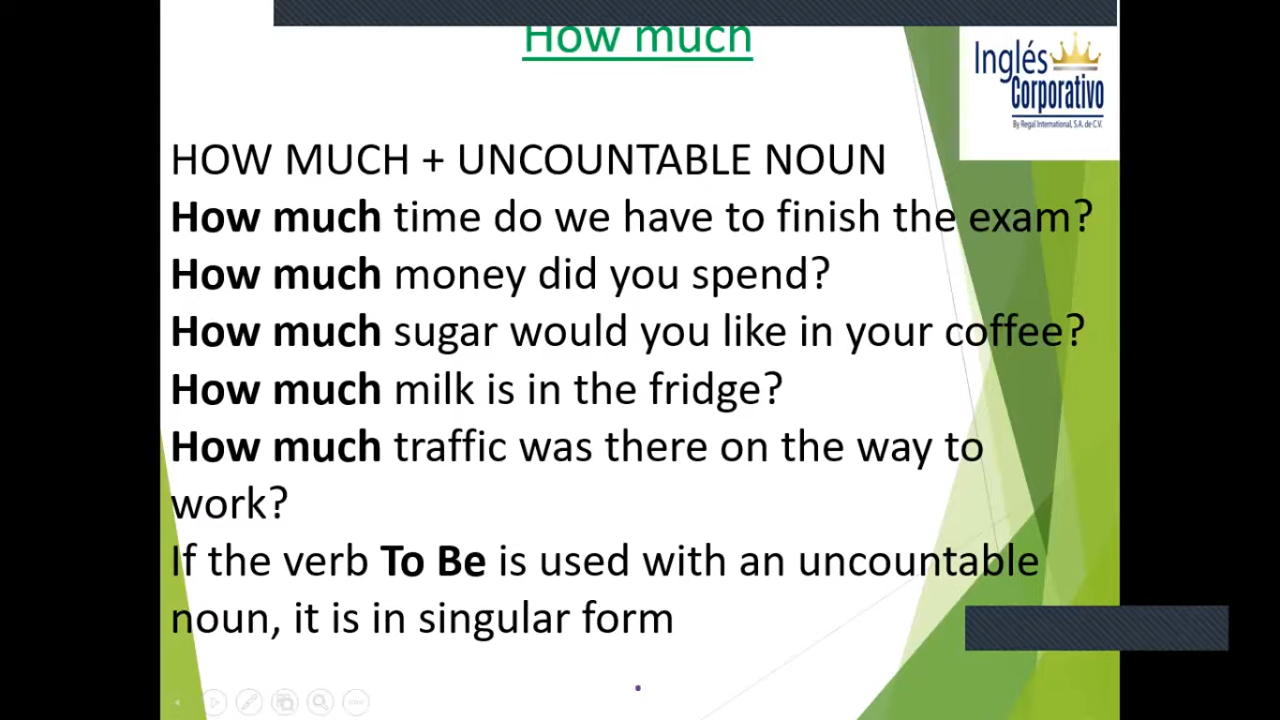 How much
Inglés
Corporativo
By Regal International, S.A. de C.V.
HOW MUCH + UNCOUNTABLE NOUN
How much time do we have to finish the exam?
How much money did you spend?
How much sugar would you like in your coffee?
How much milk is in the fridge?
How much traffic was there on the way to
work?
If the verb To Be is used with an uncountable
noun, it is in singular form